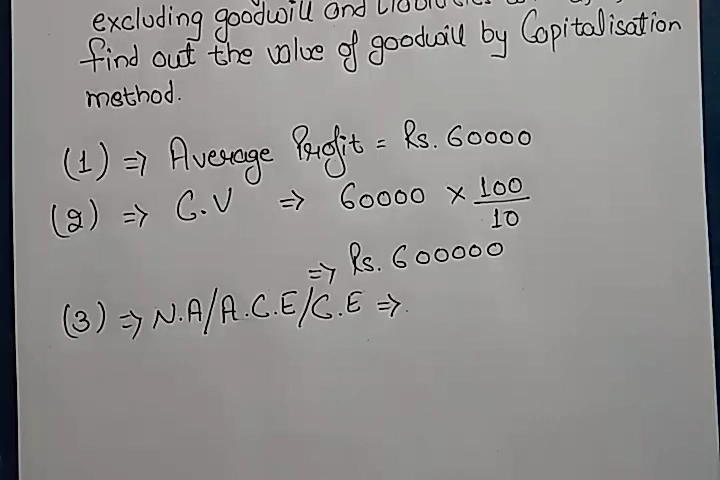 excluding goodwill and
find out the value of goodwill by Capitalisation
method.
(1) => Average Profit = Rs. 60000
(2) => C.V => 60000 × 100/10
=> Rs. 600000
(3) => N.A/A.C.E/C.E =>